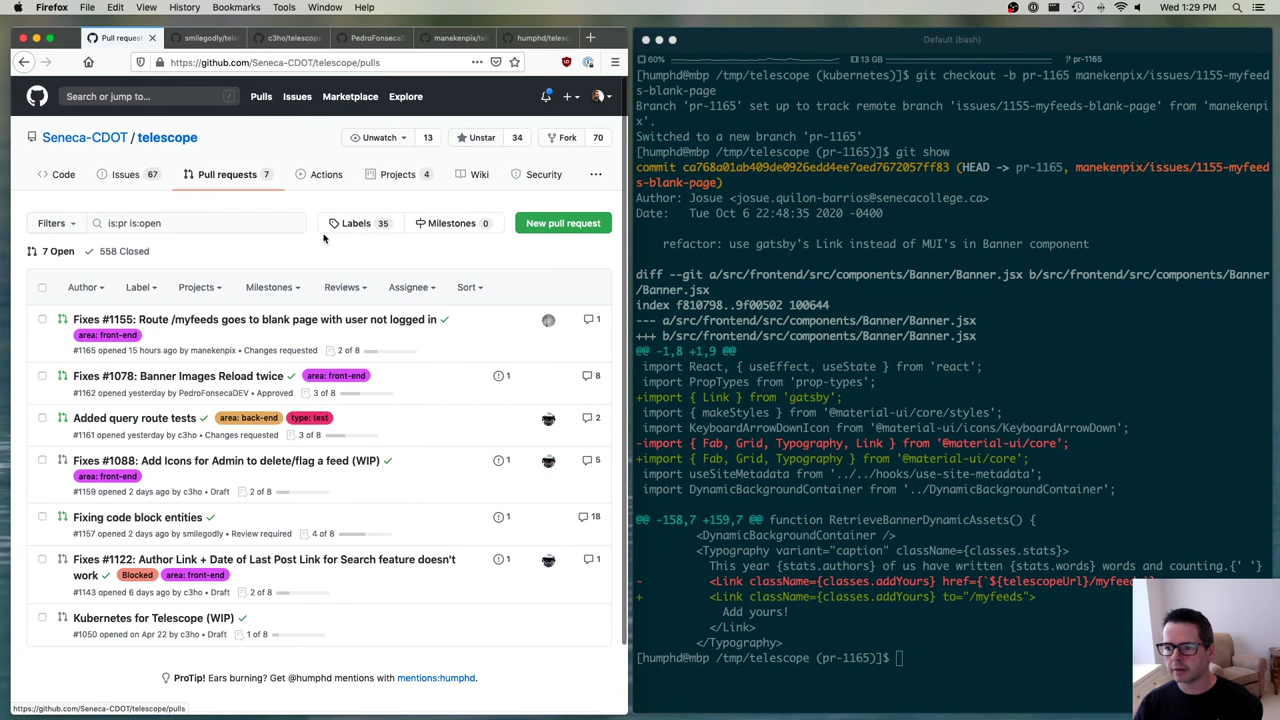 Firefox File Edit View History Bookmarks Tools Window Help
Wed 1:29 PM
Pull reques
smilegodly/tele
c3ho/telescope
PedroFonsecaD
manekenpix/tel
humphd/telesc
https://github.com/Seneca-CDOT/telescope/pulls
Search or jump to...
/
Pulls Issues Marketplace Explore
Seneca-CDOT / telescope
Unwatch 13
Unstar 34
Fork 70
Code
Issues 67
Pull requests 7
Actions
Projects 4
Wiki
Security
Filters
is:pr is:open
Labels 35
Milestones 0
New pull request
7 Open 558 Closed
Author Label Projects Milestones Reviews Assignee Sort
Fixes #1155: Route /myfeeds goes to blank page with user not logged in
1
area: front-end
#1165 opened 15 hours ago by manekenpix • Changes requested 2 of 8
Fixes #1078: Banner Images Reload twice area: front-end
1
8
#1162 opened yesterday by PedroFonsecaDEV • Approved 3 of 8
Added query route tests area: back-end type: test
2
#1161 opened yesterday by c3ho • Changes requested 3 of 8
Fixes #1088: Add Icons for Admin to delete/flag a feed (WIP)
1
5
area: front-end
#1159 opened 2 days ago by c3ho • Draft 2 of 8
Fixing code block entities
1
18
#1157 opened 2 days ago by smilegodly • Review required 4 of 8
Fixes #1122: Author Link + Date of Last Post Link for Search feature doesn't
work Blocked area: front-end
1
1
#1143 opened 6 days ago by c3ho • Draft 2 of 8
Kubernetes for Telescope (WIP)
#1050 opened on Apr 22 by c3ho • Draft 1 of 8
ProTip! Ears burning? Get @humphd mentions with mentions:humphd.
https://github.com/Seneca-CDOT/telescope/pulls
Default (bash)
60% 13 GB pr-1165
[humphd@mbp /tmp/telescope (kubernetes)]$ git checkout -b pr-1165 manekenpix/issues/1155-myfeed
s-blank-page
Branch 'pr-1165' set up to track remote branch 'issues/1155-myfeeds-blank-page' from 'manekenpi
x'.
Switched to a new branch 'pr-1165'
[humphd@mbp /tmp/telescope (pr-1165)]$ git show
commit ca768a01ab409de0926edd4ee7aed7672057ff83 (HEAD -> pr-1165, manekenpix/issues/1155-myfeed
s-blank-page)
Author: Josue <josue.quilon-barrios@senecacollege.ca>
Date: Tue Oct 6 22:48:35 2020 -0400
refactor: use gatsby's Link instead of MUI's in Banner component
diff --git a/src/frontend/src/components/Banner/Banner.jsx b/src/frontend/src/components/Banner
/Banner.jsx
index f810798..9f00502 100644
--- a/src/frontend/src/components/Banner/Banner.jsx
+++ b/src/frontend/src/components/Banner/Banner.jsx
@@ -1,8 +1,9 @@
import React, { useEffect, useState } from 'react';
import PropTypes from 'prop-types';
+import { Link } from 'gatsby';
import { makeStyles } from '@material-ui/core/styles';
import KeyboardArrowDownIcon from '@material-ui/icons/KeyboardArrowDown';
-import { Fab, Grid, Typography, Link } from '@material-ui/core';
+import { Fab, Grid, Typography } from '@material-ui/core';
import useSiteMetadata from '../../hooks/use-site-metadata';
import DynamicBackgroundContainer from '../DynamicBackgroundContainer';
@@ -158,7 +159,7 @@ function RetrieveBannerDynamicAssets() {
<DynamicBackgroundContainer />
<Typography variant="caption" className={classes.stats}>
This year {stats.authors} of us have written {stats.words} words and counting.{' '}
- <Link className={classes.addYours} href={`${telescopeUrl}/myfeed
+ <Link className={classes.addYours} to="/myfeeds">
Add yours!
</Link>
</Typography>
[humphd@mbp /tmp/telescope (pr-1165)]$